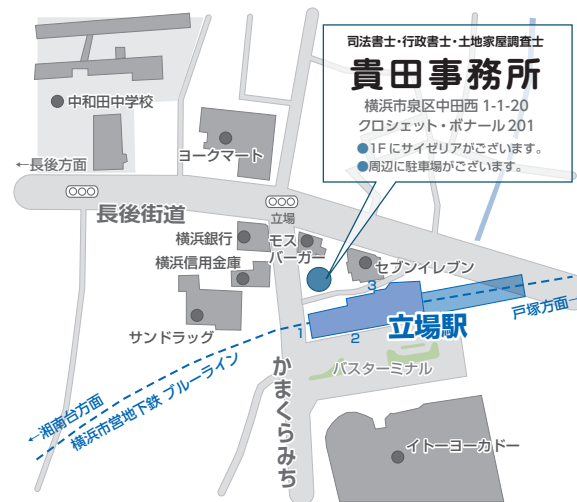 司法書士・行政書士・土地家屋調査士
貴田事務所
横浜市泉区中田西 1-1-20
クロシェット・ボナール201
●1Fにサイゼリアがございます。
●周辺に駐車場がございます。
中和田中学校
ヨークマート
←長後方面
長後街道
立場
横浜銀行
モス
バーガー
横浜信用金庫
セブンイレブン
サンドラッグ
3
1
2
立場駅
戸塚方面→
バスターミナル
かまくらみち
←湘南台方面
横浜市営地下鉄 ブルーライン
イトーヨーカドー